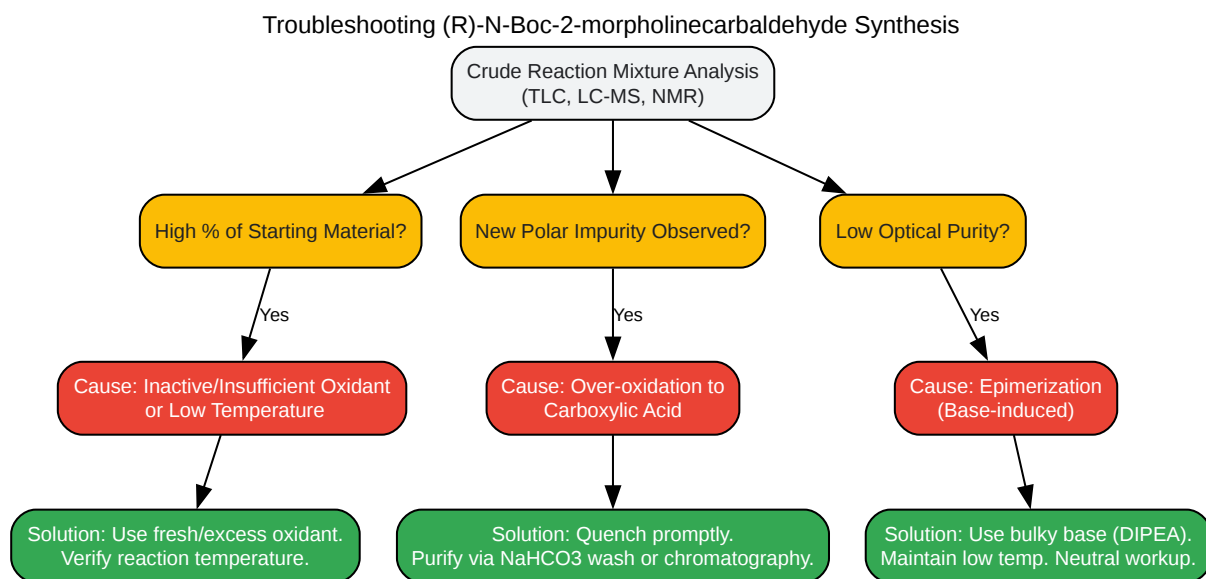 Troubleshooting (R)-N-Boc-2-morpholinecarbaldehyde Synthesis
Crude Reaction Mixture Analysis
(TLC, LC-MS, NMR)
High % of Starting Material?
New Polar Impurity Observed?
Low Optical Purity?
Yes
Yes
Yes
Cause: Inactive/Insufficient Oxidant
or Low Temperature
Cause: Over-oxidation to
Carboxylic Acid
Cause: Epimerization
(Base-induced)
Solution: Use fresh/excess oxidant.
Verify reaction temperature.
Solution: Quench promptly.
Purify via NaHCO3 wash or chromatography.
Solution: Use bulky base (DIPEA).
Maintain low temp. Neutral workup.